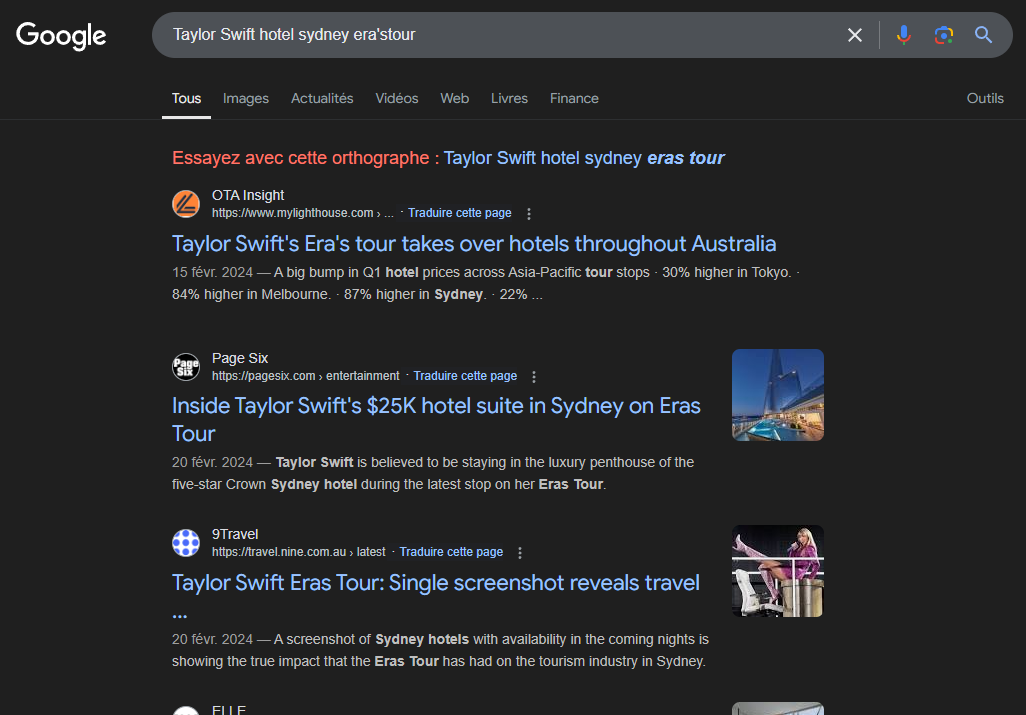 Google
Taylor Swift hotel sydney era'stour
Tous Images Actualités Vidéos Web Livres Finance Outils
Essayez avec cette orthographe : Taylor Swift hotel sydney eras tour
OTA Insight
https://www.mylighthouse.com › ... · Traduire cette page
Taylor Swift's Era's tour takes over hotels throughout Australia
15 févr. 2024 — A big bump in Q1 hotel prices across Asia-Pacific tour stops · 30% higher in Tokyo. ·
84% higher in Melbourne. · 87% higher in Sydney. · 22% ...
Page Six
Page Six
https://pagesix.com › entertainment · Traduire cette page
Inside Taylor Swift's $25K hotel suite in Sydney on Eras
Tour
20 févr. 2024 — Taylor Swift is believed to be staying in the luxury penthouse of the
five-star Crown Sydney hotel during the latest stop on her Eras Tour.
9Travel
https://travel.nine.com.au › latest · Traduire cette page
Taylor Swift Eras Tour: Single screenshot reveals travel
...
20 févr. 2024 — A screenshot of Sydney hotels with availability in the coming nights is
showing the true impact that the Eras Tour has had on the tourism industry in Sydney.
ELLE